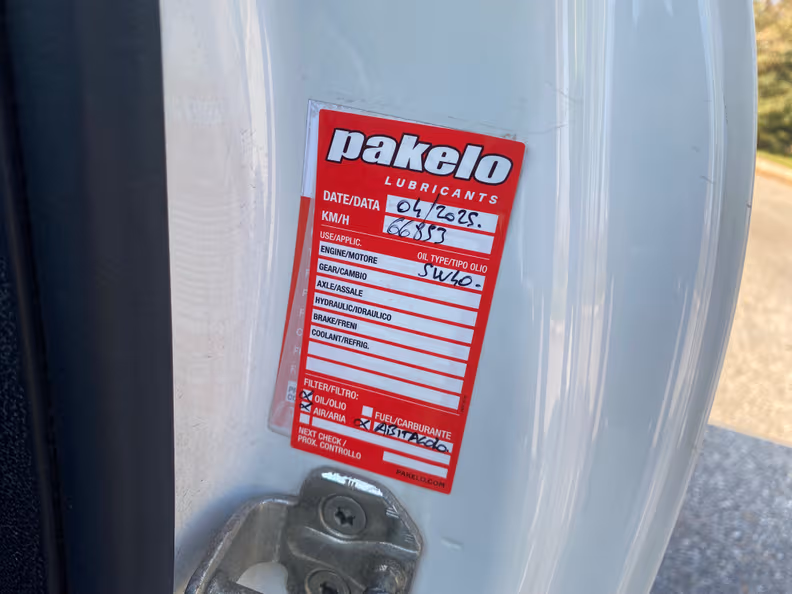 pakelo
LUBRICANTS
DATE/DATA 04/2025.
KM/H 66853
USE/APPLIC. OIL TYPE/TIPO OLIO
ENGINE/MOTORE 5W40.
GEAR/CAMBIO
AXLE/ASSALE
HYDRAULIC/IDRAULICO
BRAKE/FRENI
COOLANT/REFRIG.
FILTER/FILTRO:
X OIL/OLIO FUEL/CARBURANTE
X AIR/ARIA X ABITACOLO
NEXT CHECK /
PROX. CONTROLLO
PAKELO.COM